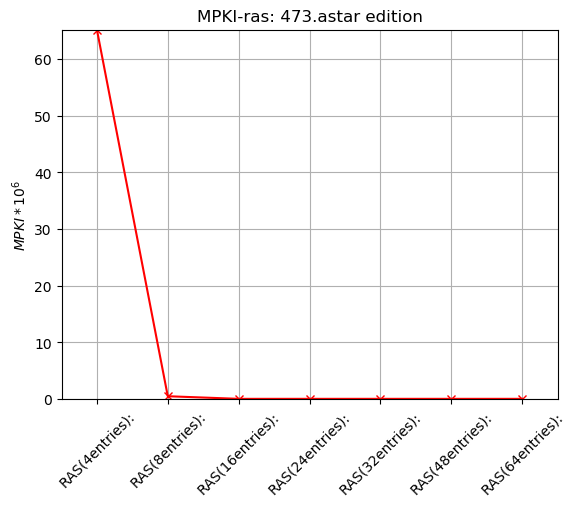 MPKI-ras: 473.astar edition
MPKI * 10^6
60
50
40
30
20
10
0
RAS(4entries):
RAS(8entries):
RAS(16entries):
RAS(24entries):
RAS(32entries):
RAS(48entries):
RAS(64entries):